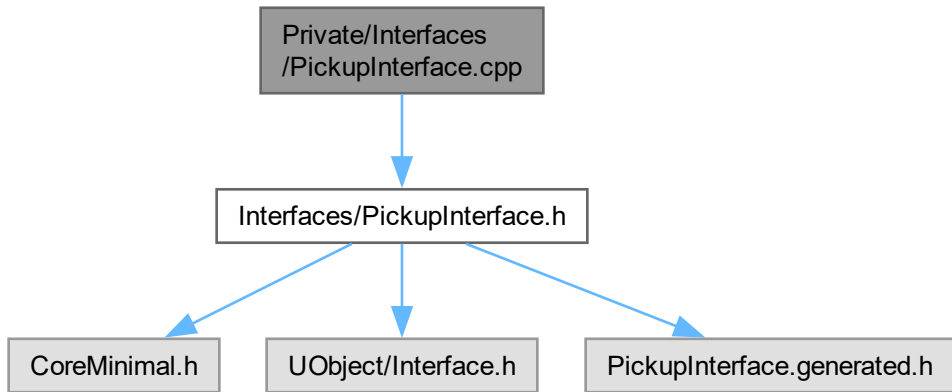 Private/Interfaces
/PickupInterface.cpp
Interfaces/PickupInterface.h
CoreMinimal.h
UObject/Interface.h
PickupInterface.generated.h